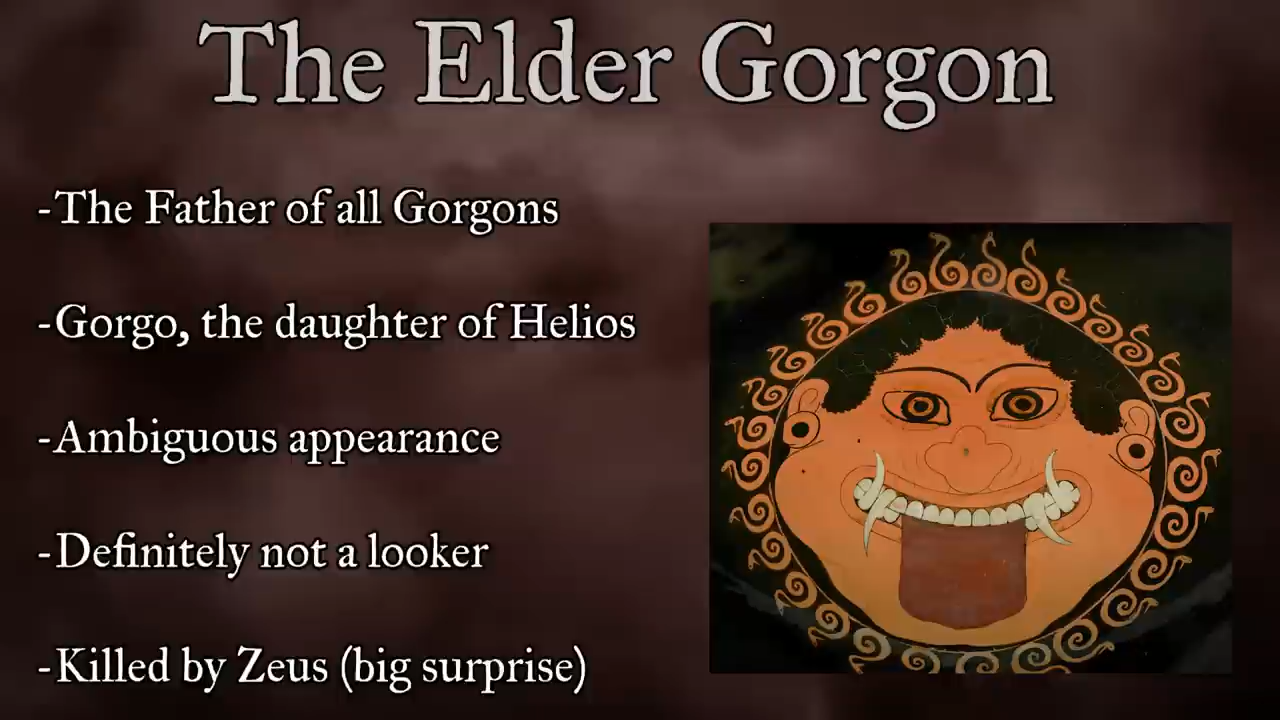 The Elder Gorgon
-The Father of all Gorgons
-Gorgo, the daughter of Helios
-Ambiguous appearance
-Definitely not a looker
-Killed by Zeus (big surprise)